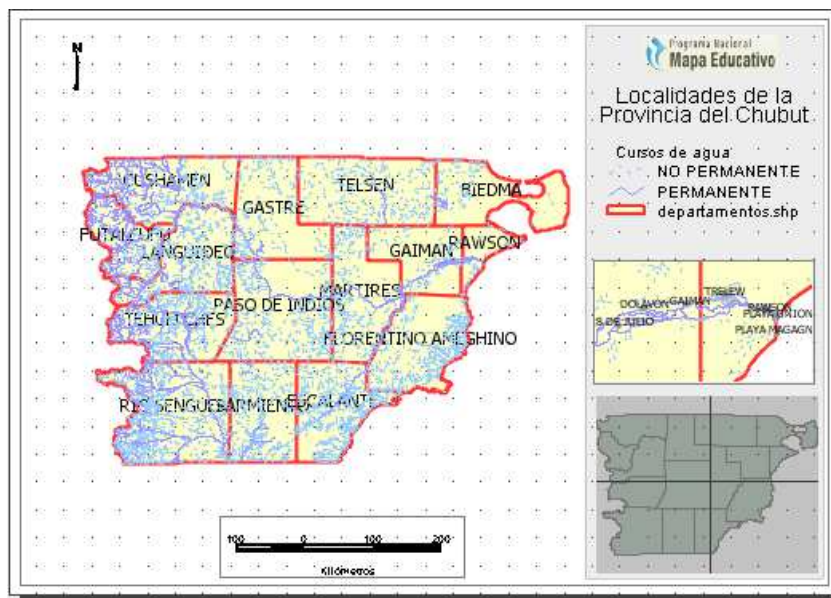 N
Programa Nacional
Mapa Educativo
Localidades de la
Provincia del Chubut
Cursos de agua
NO PERMANENTE
PERMANENTE
departamentos.shp
CUSHAMEN
TELSEN
BIEDMA
GASTRE
FUTALEUFU
LANGUIÑEO
GAIMAN
RAWSON
MARTIRES
PASO DE INDIOS
TEHUELCHES
FLORENTINO AMEGHINO
RIO SENGUER
SARMIENTO
ESCALANTE
TRELEW
DOLAVON
GAIMAN
RAWSON
PLAYA UNION
8 DE JULIO
PLAYA MAGAGN
100 0 100 200
Kilómetros